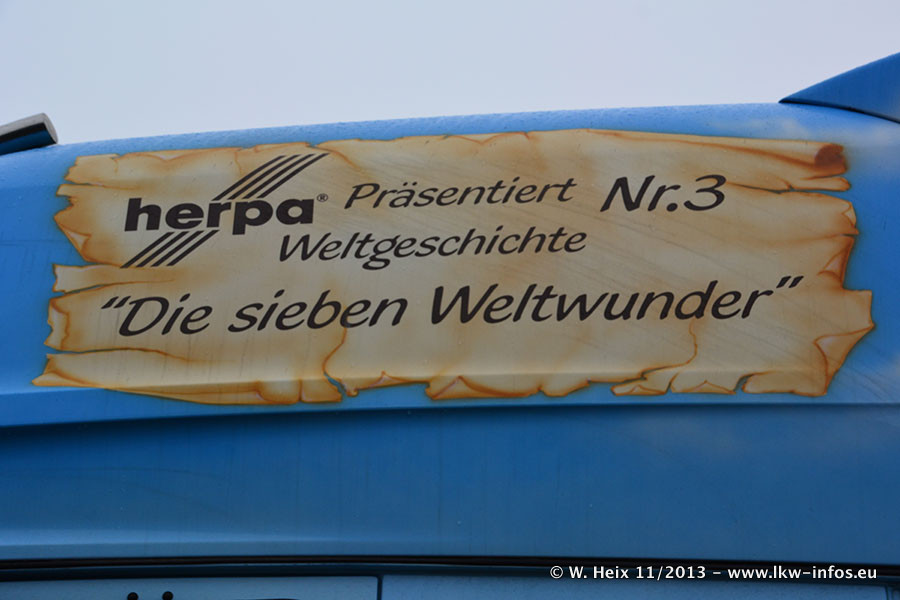 herpa® Präsentiert Nr.3
Weltgeschichte
“Die sieben Weltwunder”
© W. Heix 11/2013 - www.lkw-infos.eu